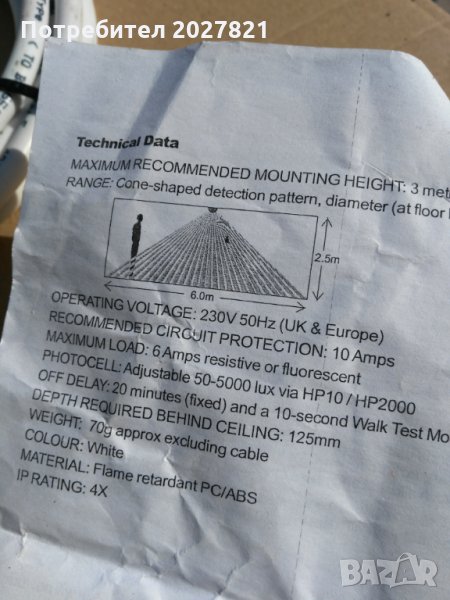 Потребител 2027821
Technical Data
MAXIMUM RECOMMENDED MOUNTING HEIGHT: 3
RANGE: Cone-shaped detection pattern, diameter (at floor
2.5m
6.0m
OPERATING VOLTAGE: 230V 50Hz (UK & Europe)
RECOMMENDED CIRCUIT PROTECTION: 10 Amps
MAXIMUM LOAD: 6 Amps resistive or fluorescent
PHOTOCELL: Adjustable 50-5000 lux via HP10 / HP2000
OFF DELAY: 20 minutes (fixed) and a 10-second Walk Test
DEPTH REQUIRED BEHIND CEILING: 125mm
WEIGHT: 70g approx excluding cable
COLOUR: White
MATERIAL: Flame retardant PC/ABS
IP RATING: 4X
BAZAR